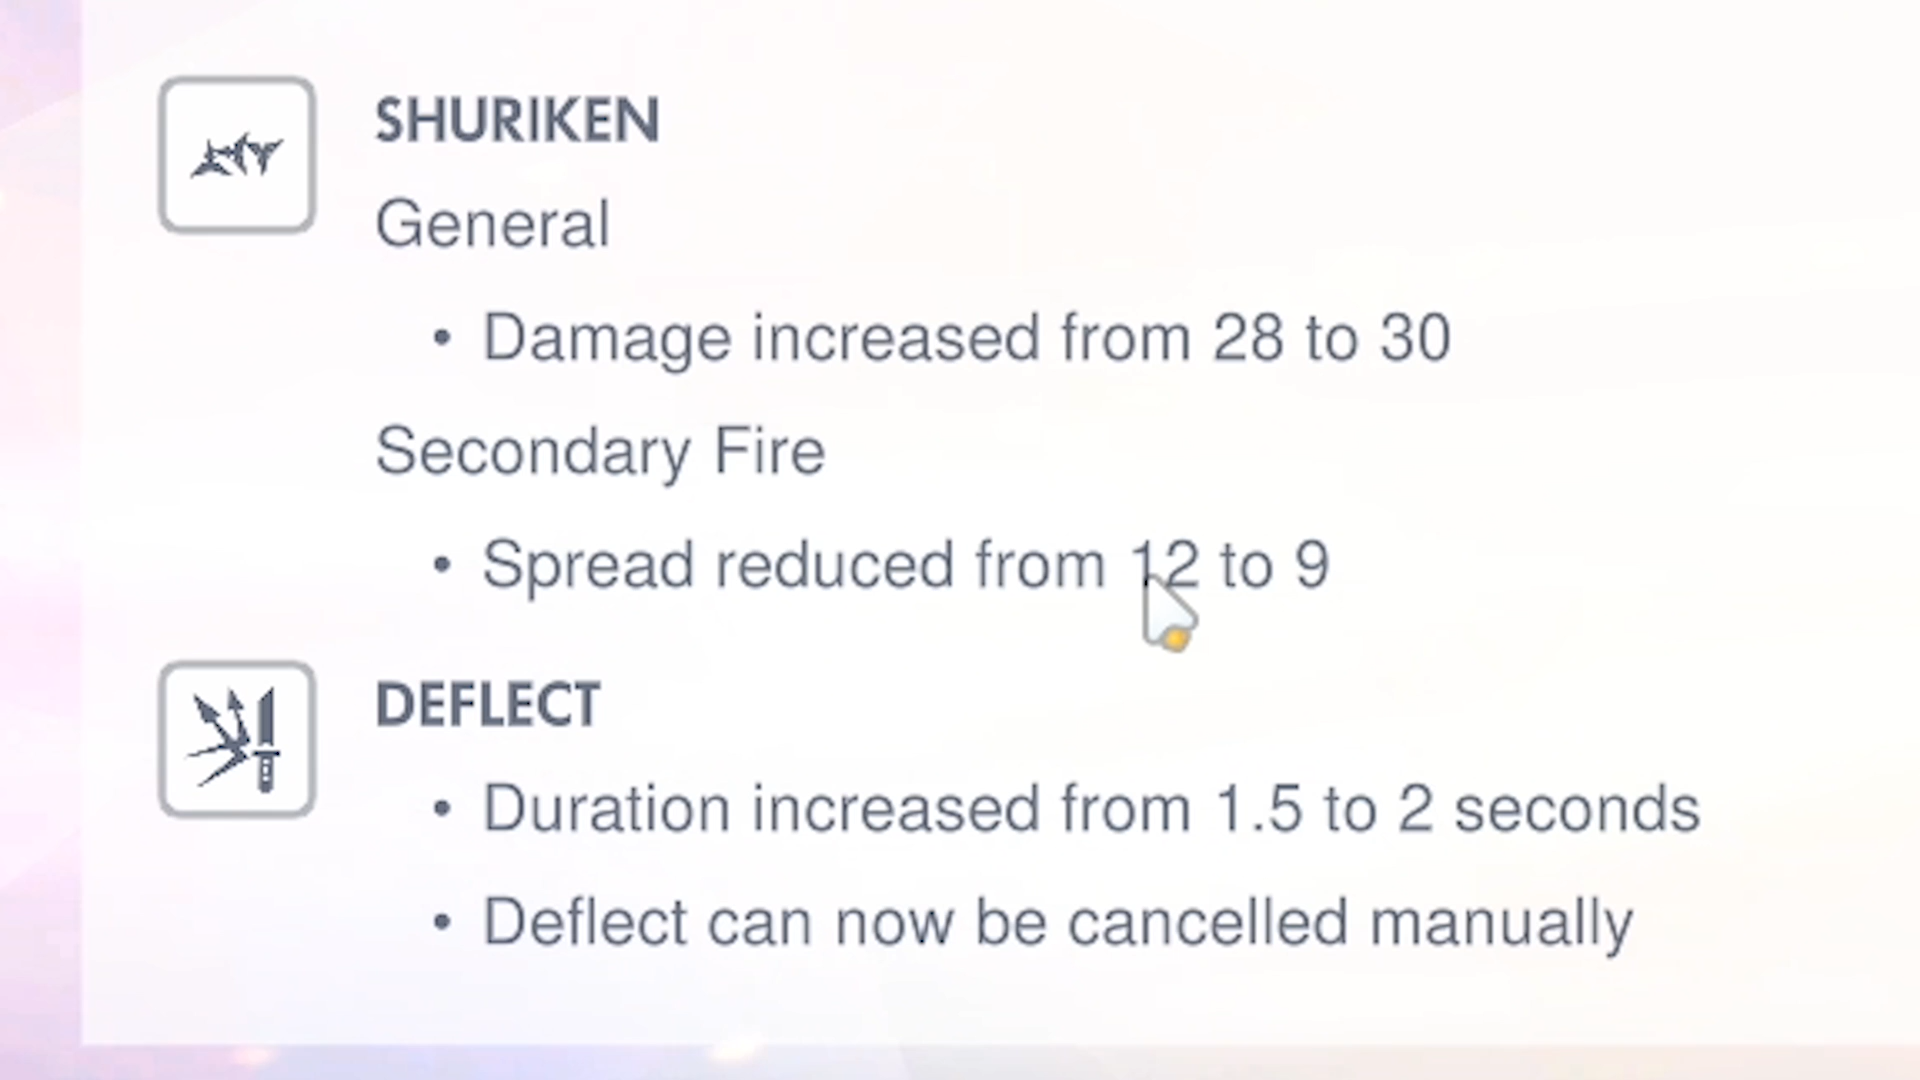 SHURIKEN
General
• Damage increased from 28 to 30
Secondary Fire
• Spread reduced from 12 to 9
DEFLECT
• Duration increased from 1.5 to 2 seconds
• Deflect can now be cancelled manually